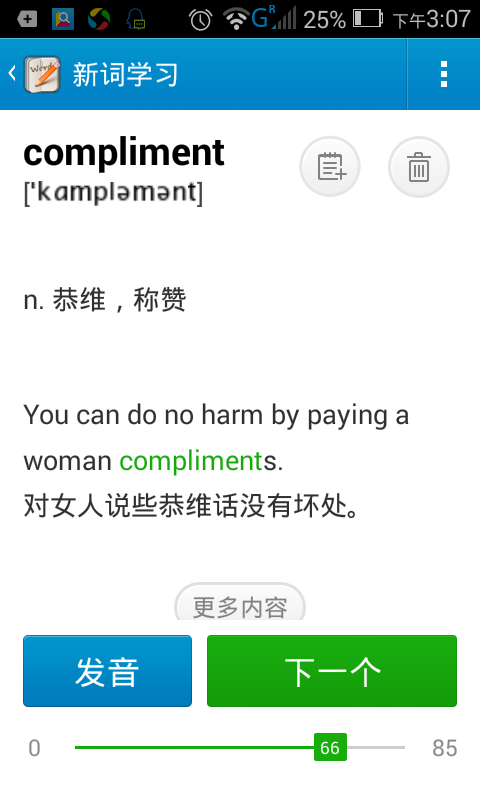 G R 25% 下午3:07
Words 新词学习
compliment
['kɑmpləmənt]
n. 恭维，称赞
You can do no harm by paying a
woman compliments.
对女人说些恭维话没有坏处。
更多内容
发音 下一个
0 66 85